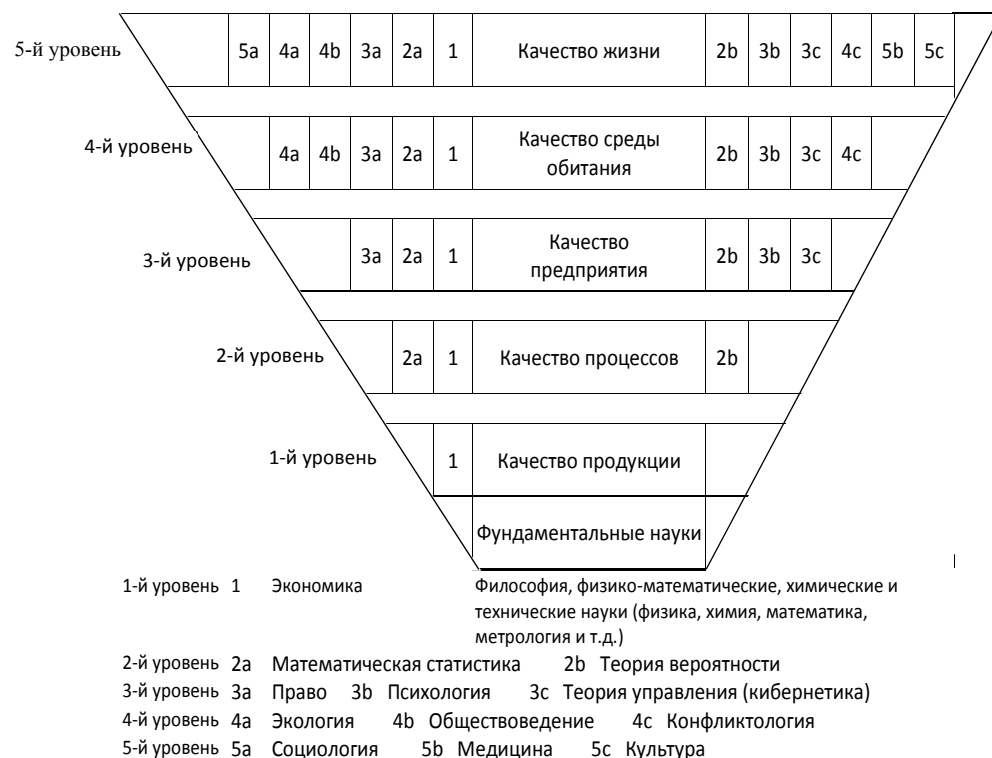 5-й уровень 5a 4a 4b 3a 2a 1 Качество жизни 2b 3b 3c 4c 5b 5c
4-й уровень 4a 4b 3a 2a 1 Качество среды 2b 3b 3c 4c
обитания
3-й уровень 3a 2a 1 Качество 2b 3b 3c
предприятия
2-й уровень 2a 1 Качество процессов 2b
1-й уровень 1 Качество продукции
Фундаментальные науки
1-й уровень 1 Экономика Философия, физико-математические, химические и
технические науки (физика, химия, математика,
метрология и т.д.)
2-й уровень 2a Математическая статистика 2b Теория вероятности
3-й уровень 3a Право 3b Психология 3c Теория управления (кибернетика)
4-й уровень 4a Экология 4b Обществоведение 4c Конфликтология
5-й уровень 5a Социология 5b Медицина 5c Культура